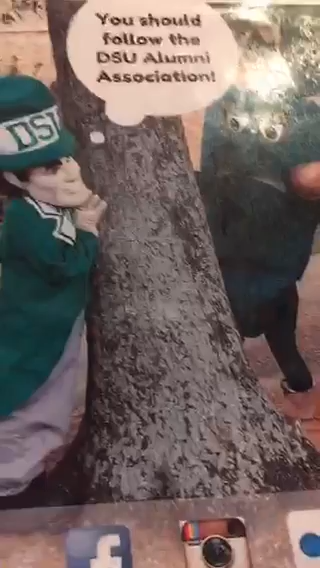 You should
follow the
DSU Alumni
Association!
DSU
f